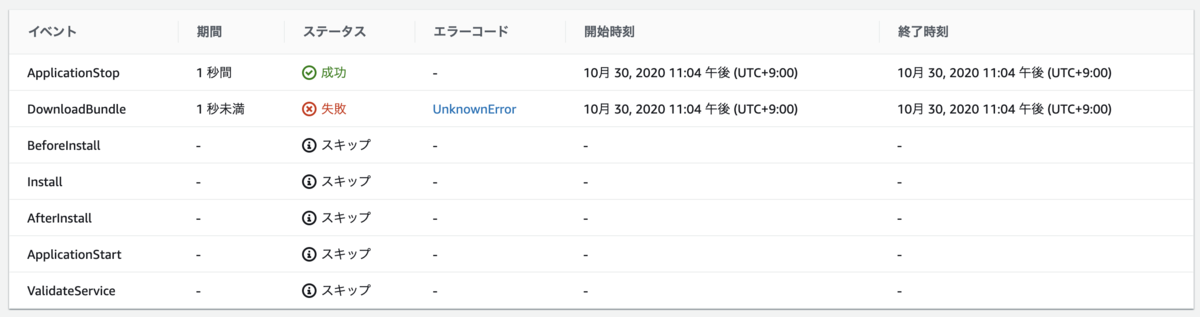 イベント 期間 ステータス エラーコード 開始時刻 終了時刻
ApplicationStop 1 秒間 成功 - 10月 30, 2020 11:04 午後 (UTC+9:00) 10月 30, 2020 11:04 午後 (UTC+9:00)
DownloadBundle 1 秒未満 失敗 UnknownError 10月 30, 2020 11:04 午後 (UTC+9:00) 10月 30, 2020 11:04 午後 (UTC+9:00)
BeforeInstall - スキップ - - -
Install - スキップ - - -
AfterInstall - スキップ - - -
ApplicationStart - スキップ - - -
ValidateService - スキップ - - -